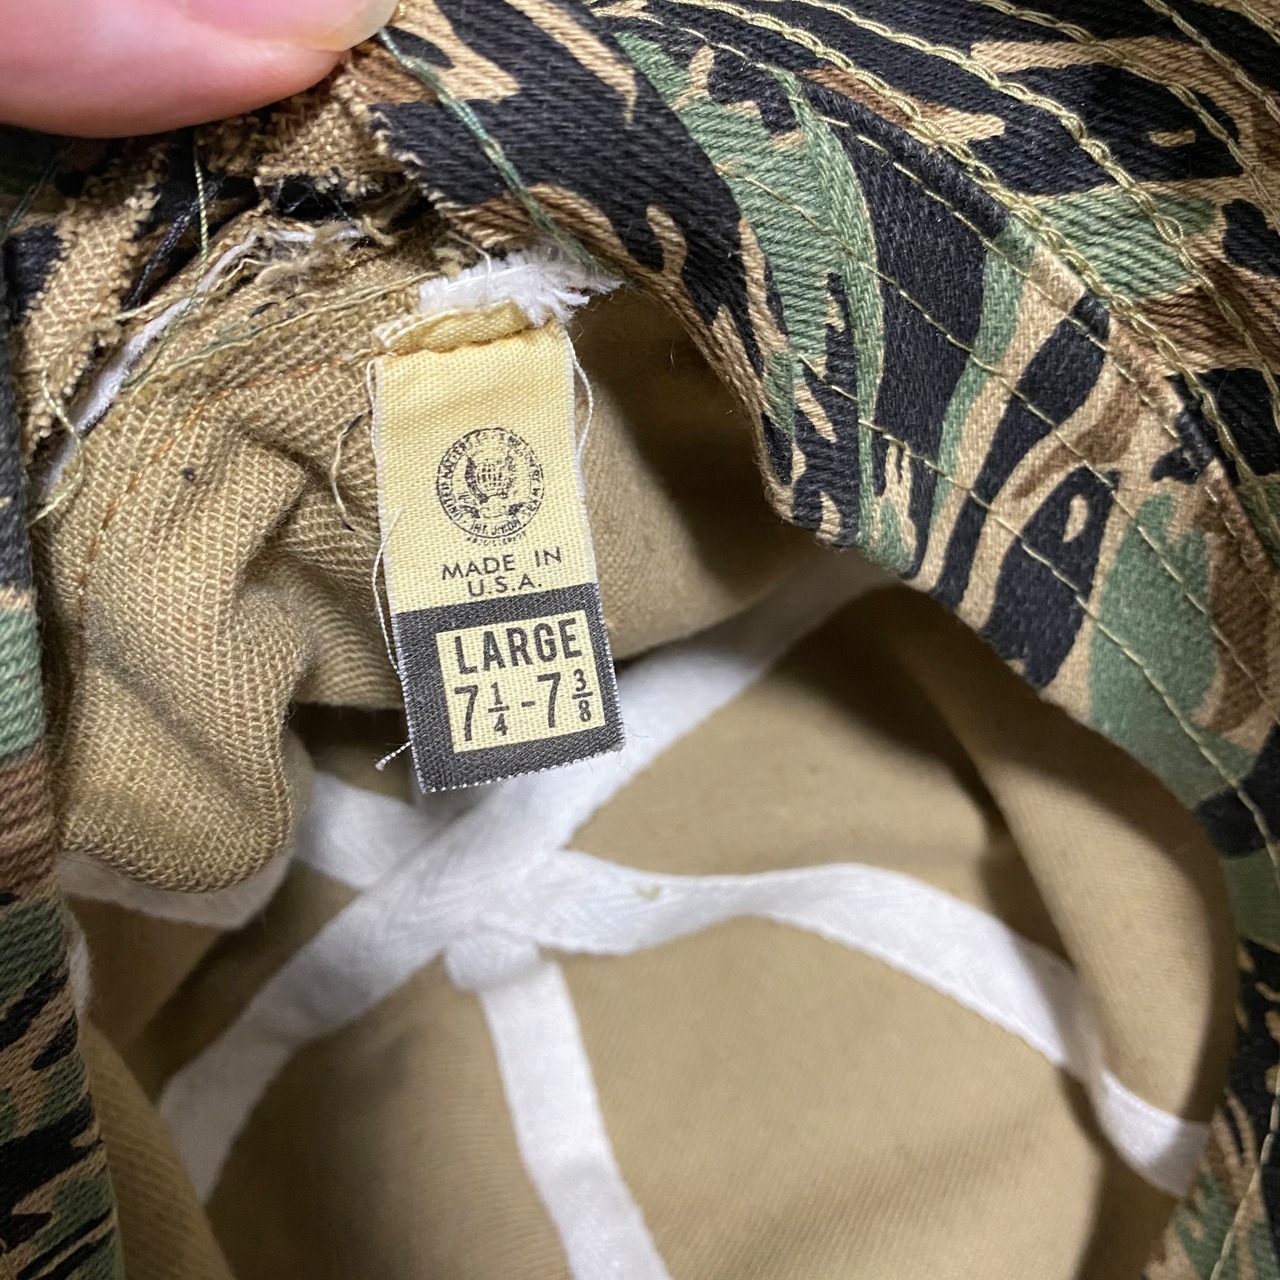 MADE IN
U.S.A.
LARGE
7 1/4 - 7 3/8